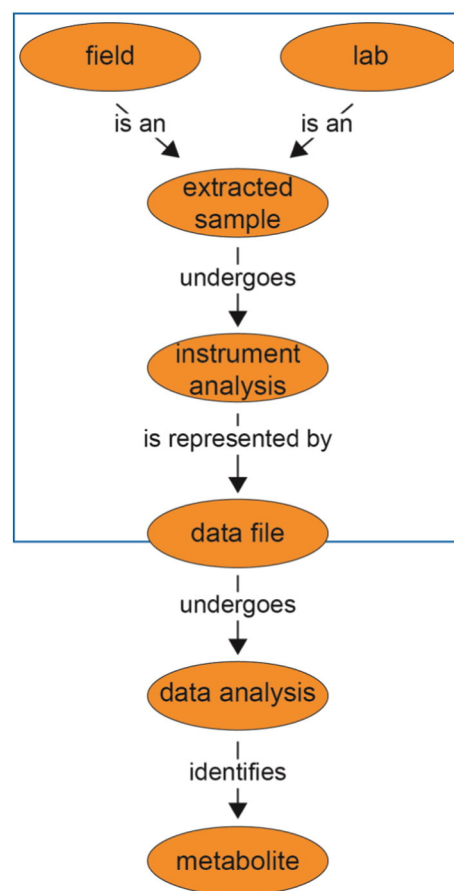 field
lab
is an
is an
extracted
sample
undergoes
instrument
analysis
is represented by
data file
undergoes
data analysis
identifies
metabolite